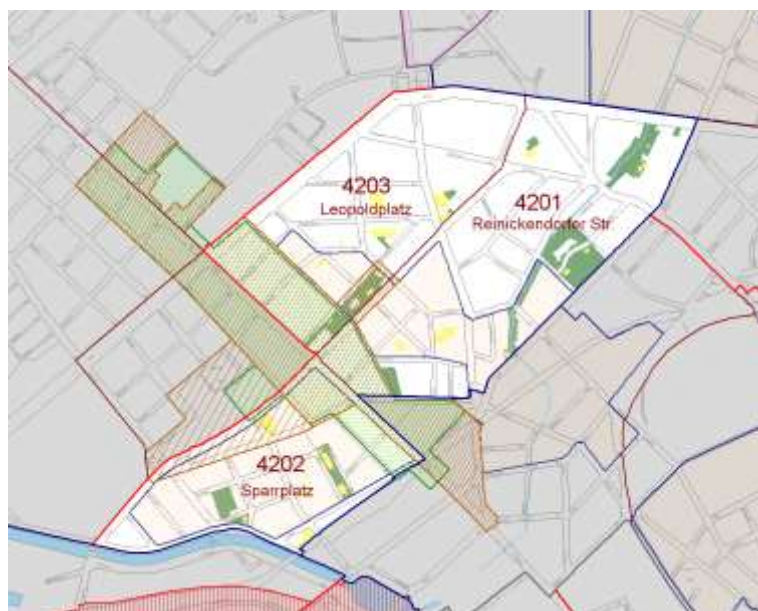 4203
Leopoldplatz
4201
Reinickendorfer Str
4202
Sparrplatz